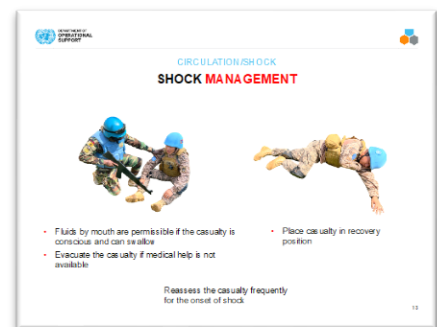 DEPARTMENT OF
OPERATIONAL
SUPPORT
CIRCULATION/SHOCK
SHOCK MANAGEMENT
• Fluids by mouth are permissible if the casualty is
conscious and can swallow
• Evacuate the casualty if medical help is not
available
• Place casualty in recovery
position
Reassess the casualty frequently
for the onset of shock